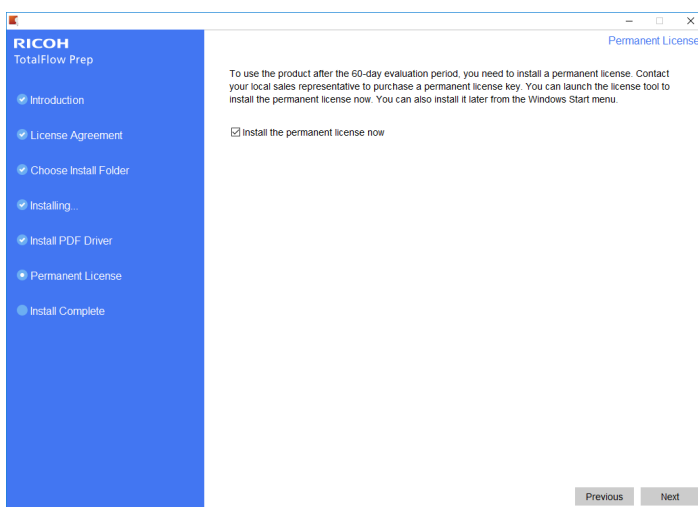 RICOH
TotalFlow Prep
Permanent License
Introduction
License Agreement
Choose Install Folder
Installing...
Install PDF Driver
Permanent License
Install Complete
To use the product after the 60-day evaluation period, you need to install a permanent license. Contact
your local sales representative to purchase a permanent license key. You can launch the license tool to
install the permanent license now. You can also install it later from the Windows Start menu.
Install the permanent license now
Previous
Next